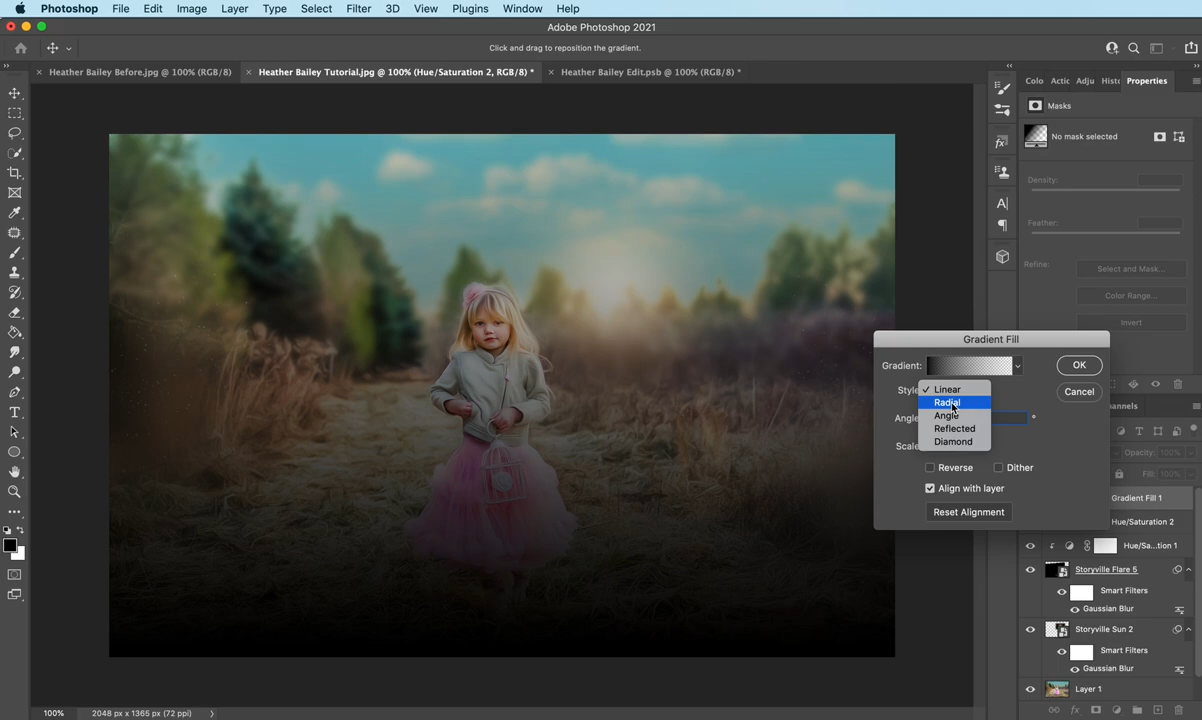 Photoshop File Edit Image Layer Type Select Filter 3D View Plugins Window Help
Adobe Photoshop 2021
Click and drag to reposition the gradient.
Heather Bailey Before.jpg @ 100% (RGB/8)
Heather Bailey Tutorial.jpg @ 100% (Hue/Saturation 2, RGB/8) *
Heather Bailey Edit.psb @ 100% (RGB/8) *
Colo Actic Adju Histc Properties
Masks
No mask selected
Density:
Feather:
Refine:
Select and Mask...
Color Range...
Invert
Gradient Fill
Gradient:
OK
Style
Linear
Cancel
Radial
Angle
Angle
°
Reflected
Diamond
Scale
Reverse
Dither
Align with layer
Reset Alignment
annels
Opacity: 100%
Fill: 100%
Gradient Fill 1
Hue/Saturation 2
Hue/Sa...tion 1
Storyville Flare 5
Smart Filters
Gaussian Blur
Storyville Sun 2
Smart Filters
Gaussian Blur
Layer 1
100%
2048 px x 1365 px (72 ppi)